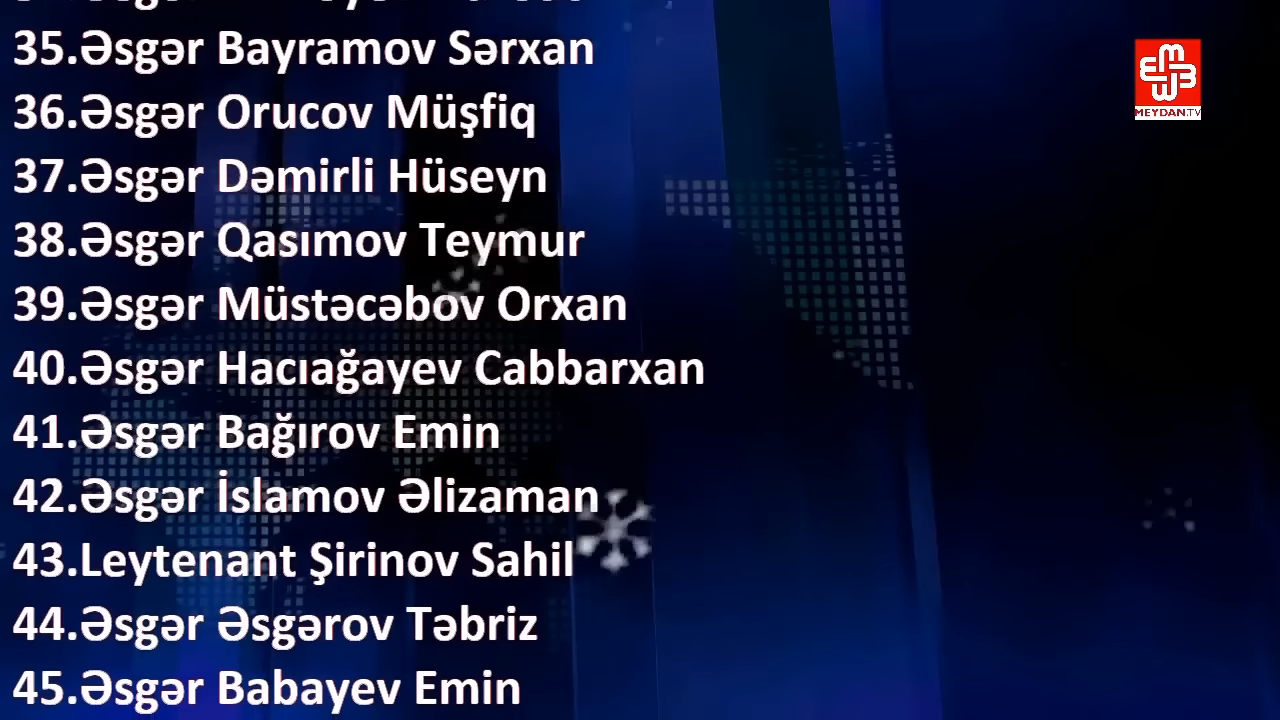 35.Əsgər Bayramov Sərxan
36.Əsgər Orucov Müşfiq
37.Əsgər Dəmirli Hüseyn
38.Əsgər Qasımov Teymur
39.Əsgər Müstəcəbov Orxan
40.Əsgər Hacıağayev Cabbarxan
41.Əsgər Bağırov Emin
42.Əsgər İslamov Əlizaman
43.Leytenant Şirinov Sahil
44.Əsgər Əsgərov Təbriz
45.Əsgər Babayev Emin
MEYDAN.TV